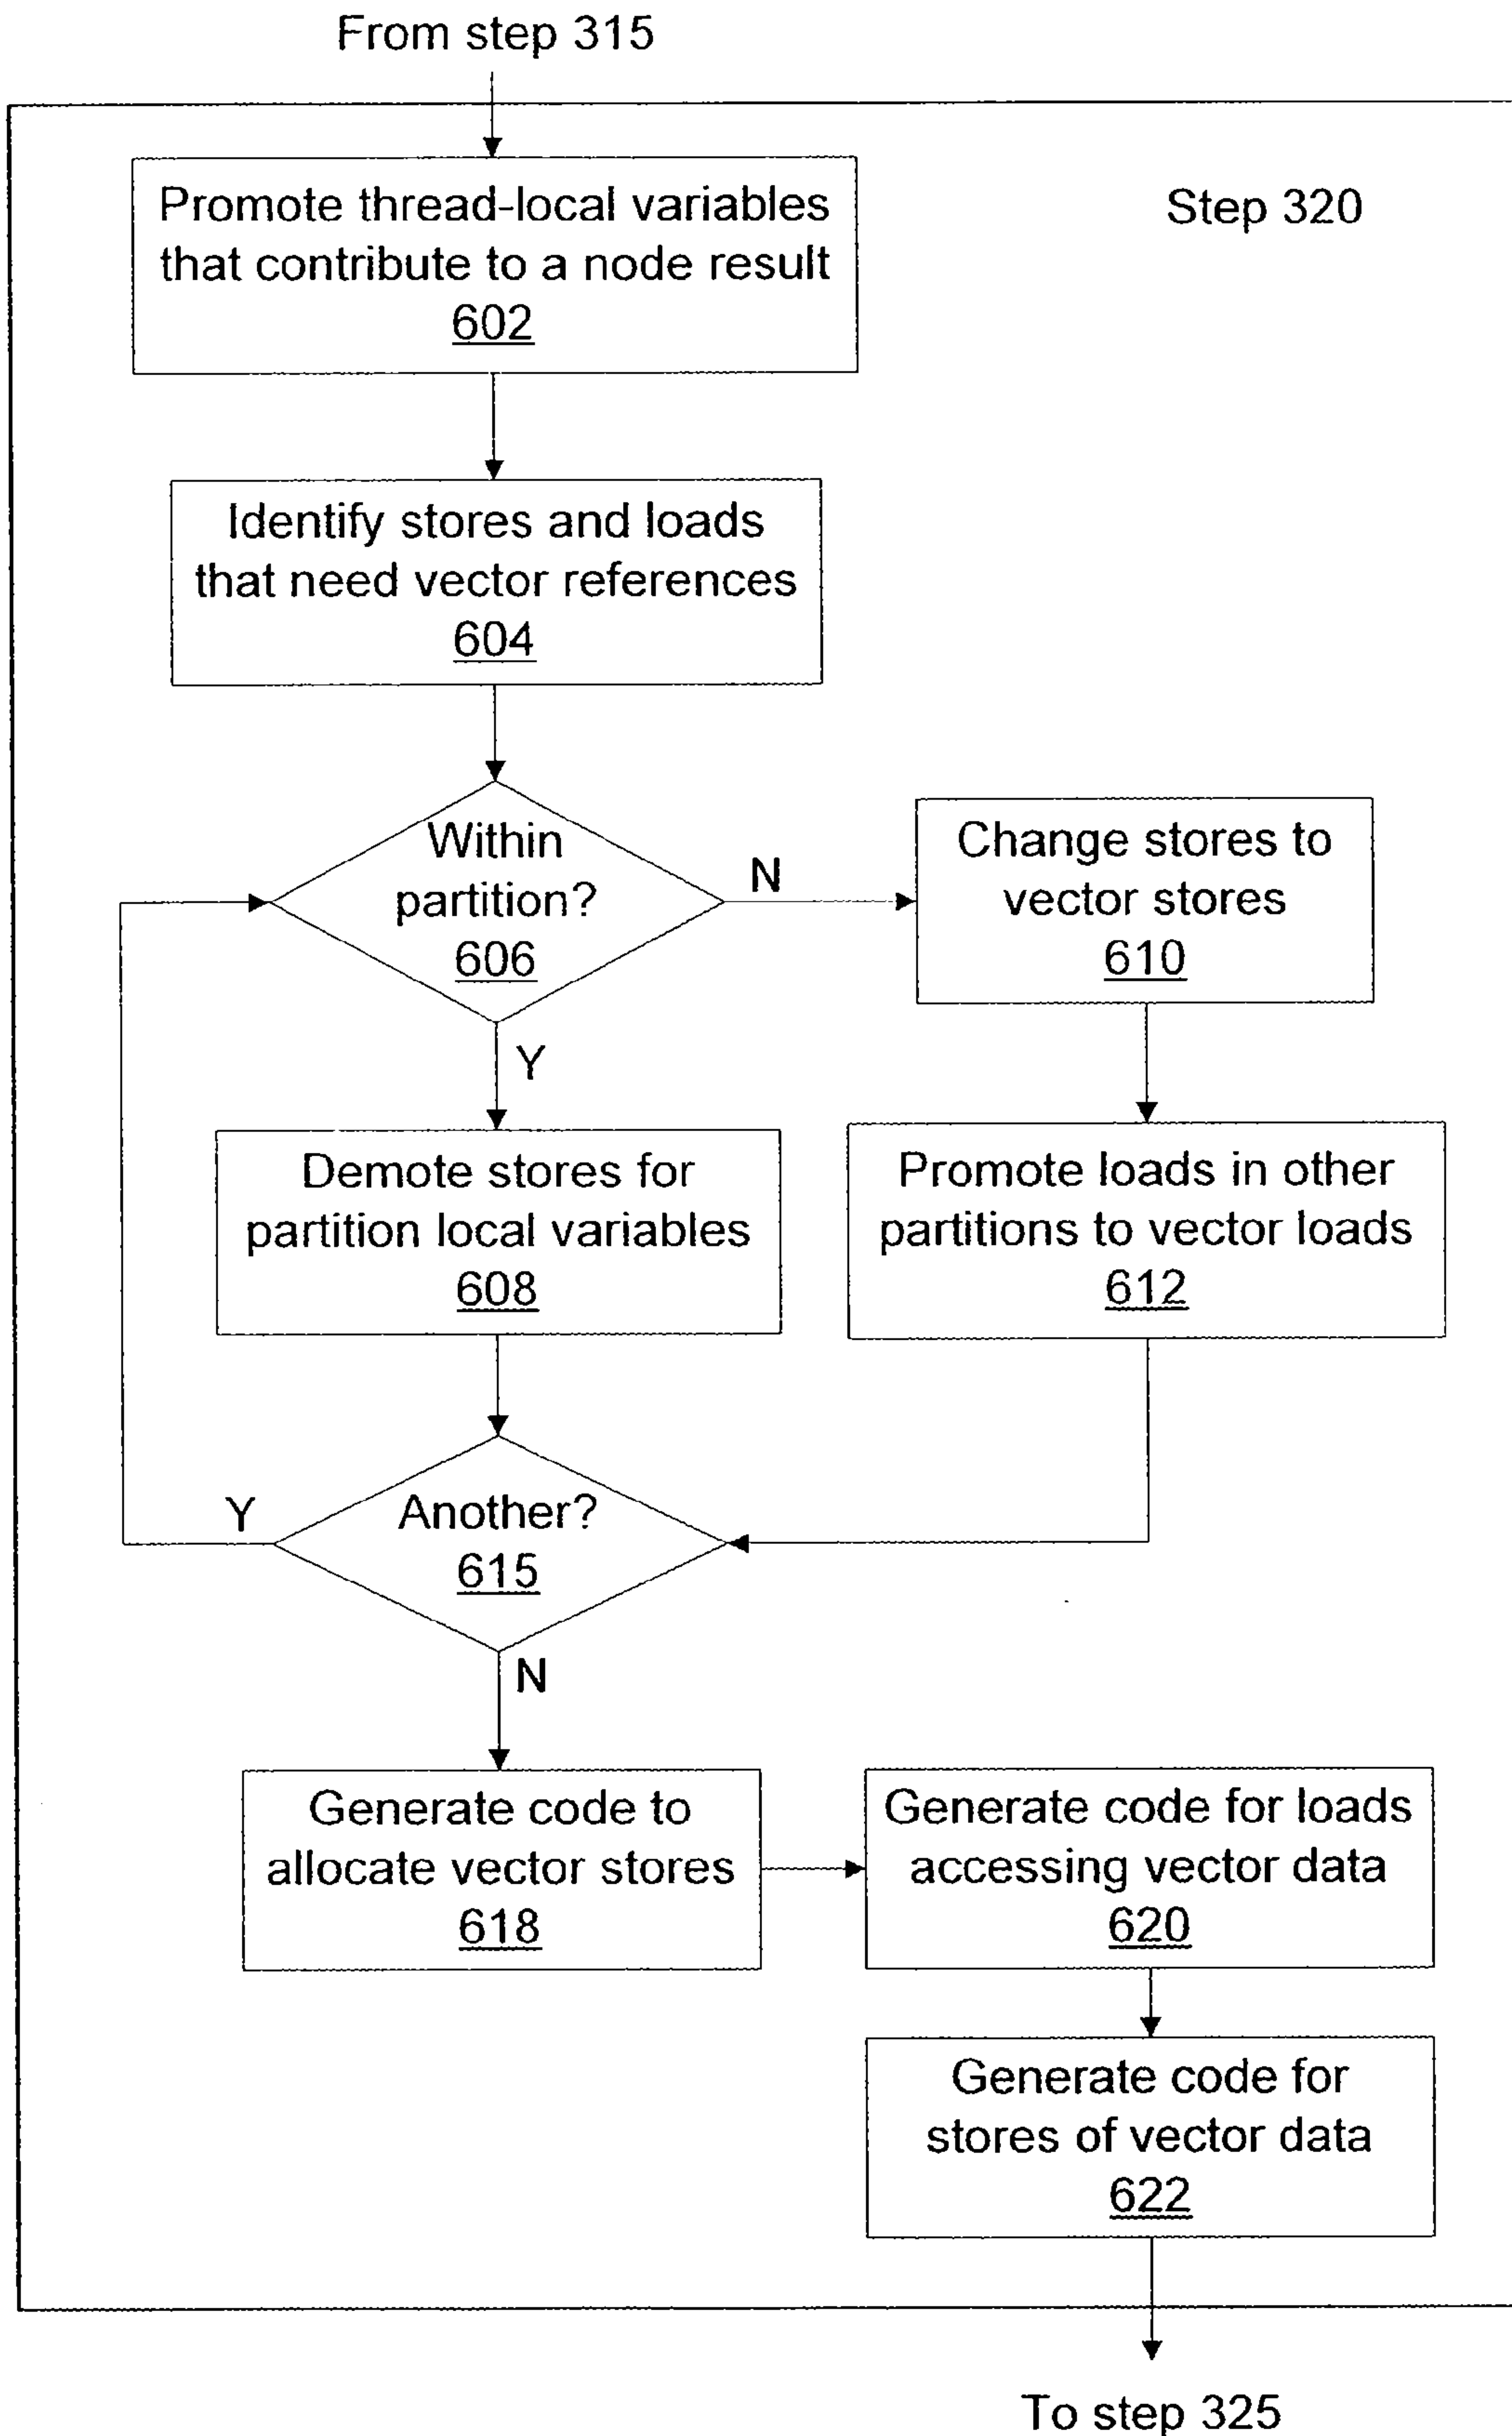 From step 315
Promote thread-local variables
that contribute to a node result
602
Step 320
Identify stores and loads
that need vector references
604
Within
partition?
606
N
Change stores to
vector stores
610
Y
Demote stores for
partition local variables
608
Promote loads in other
partitions to vector loads
612
Y
Another?
615
N
Generate code to
allocate vector stores
618
Generate code for loads
accessing vector data
620
Generate code for
stores of vector data
622
To step 325